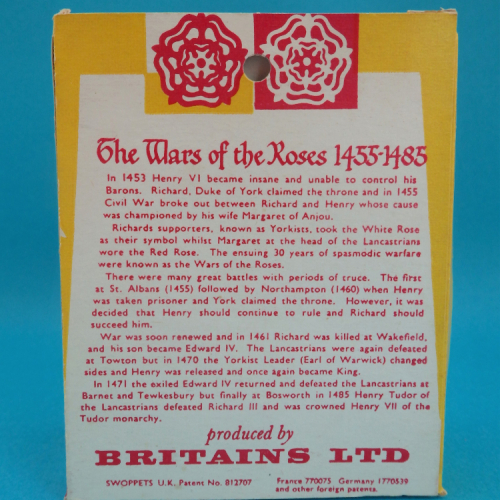 The Wars of the Roses 1455-1485
In 1453 Henry VI became insane and unable to control his
Barons. Richard, Duke of York claimed the throne and in 1455
Civil War broke out between Richard and Henry whose cause
was championed by his wife Margaret of Anjou.
Richards supporters, known as Yorkists, took the White Rose
as their symbol whilst Margaret at the head of the Lancastrians
wore the Red Rose. The ensuing 30 years of spasmodic warfare
were known as the Wars of the Roses.
There were many great battles with periods of truce. The first
at St. Albans (1455) followed by Northampton (1460) when Henry
was taken prisoner and York claimed the throne. However, it was
decided that Henry should continue to rule and Richard should
succeed him.
War was soon renewed and in 1461 Richard was killed at Wakefield,
and his son became Edward IV. The Lancastrians were again defeated
at Towton but in 1470 the Yorkist Leader (Earl of Warwick) changed
sides and Henry was released and once again became King.
In 1471 the exiled Edward IV returned and defeated the Lancastrians at
Barnet and Tewkesbury but finally at Bosworth in 1485 Henry Tudor of
the Lancastrians defeated Richard III and was crowned Henry VII of the
Tudor monarchy.
produced by
BRITAINS LTD
SWOPPETS U.K. Patent No. 812707
France 770075 Germany 1770539
and other foreign patents.